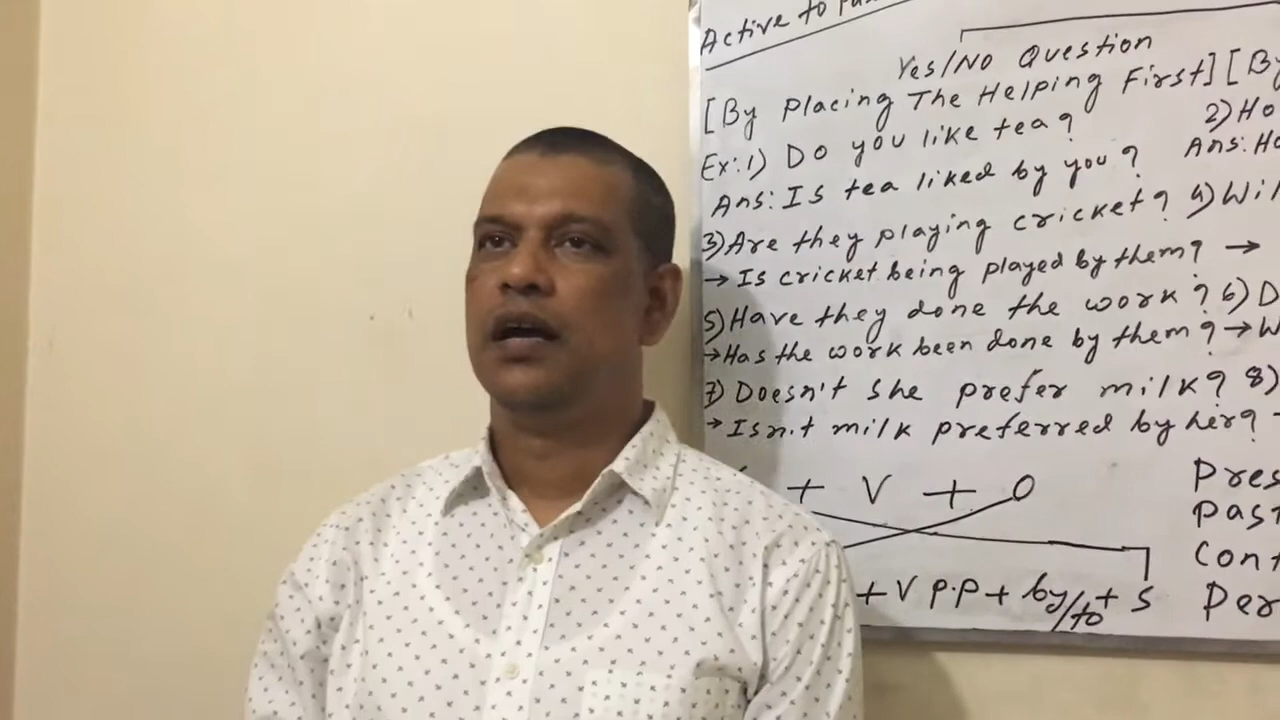 Active to
Yes/No Question
[By Placing The Helping First] [By
Ex: 1) Do you like tea? 2) Ho
Ans: Is tea liked by you? Ans: Ho
3) Are they playing cricket? 4) Wil
→ Is cricket being played by them? →
5) Have they done the work? 6) D
→ Has the work been done by them? → W
7) Doesn't she prefer milk? 8)
→ Isn't milk preferred by her?
+ V + O
Pres
Past
Cont
+ V p.p + by/to + S
Per